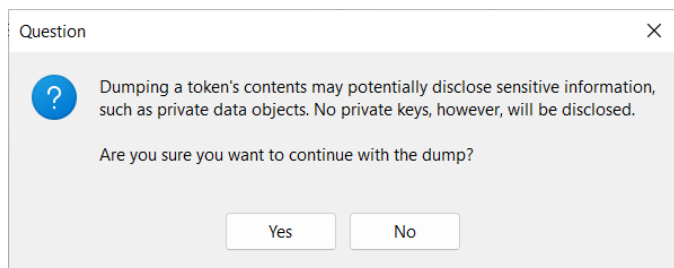 Question
Dumping a token's contents may potentially disclose sensitive information,
such as private data objects. No private keys, however, will be disclosed.
Are you sure you want to continue with the dump?
Yes
No